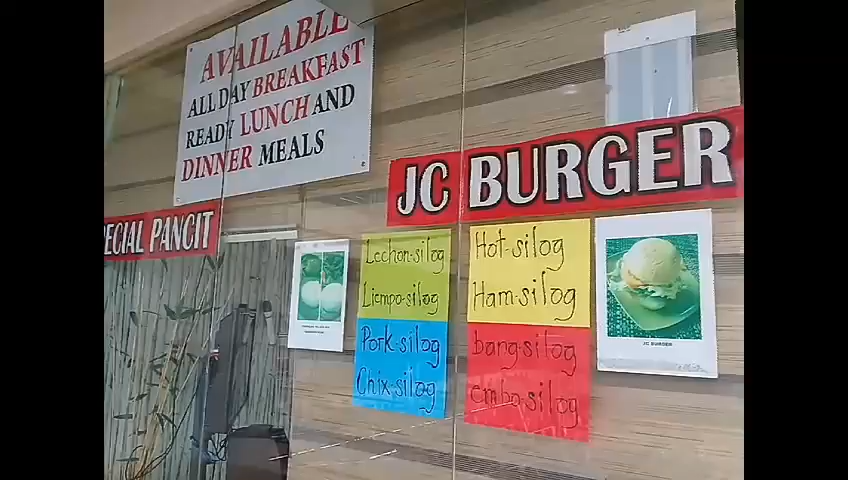 AVAILABLE
ALL DAY BREAKFAST
READY LUNCH AND
DINNER MEALS
JC BURGER
ECIAL PANCIT
Lechon-silog
Liempo-silog
Hot-silog
Ham-silog
Pork-silog
Chix-silog
bang-silog
embo-silog
JC BURGER